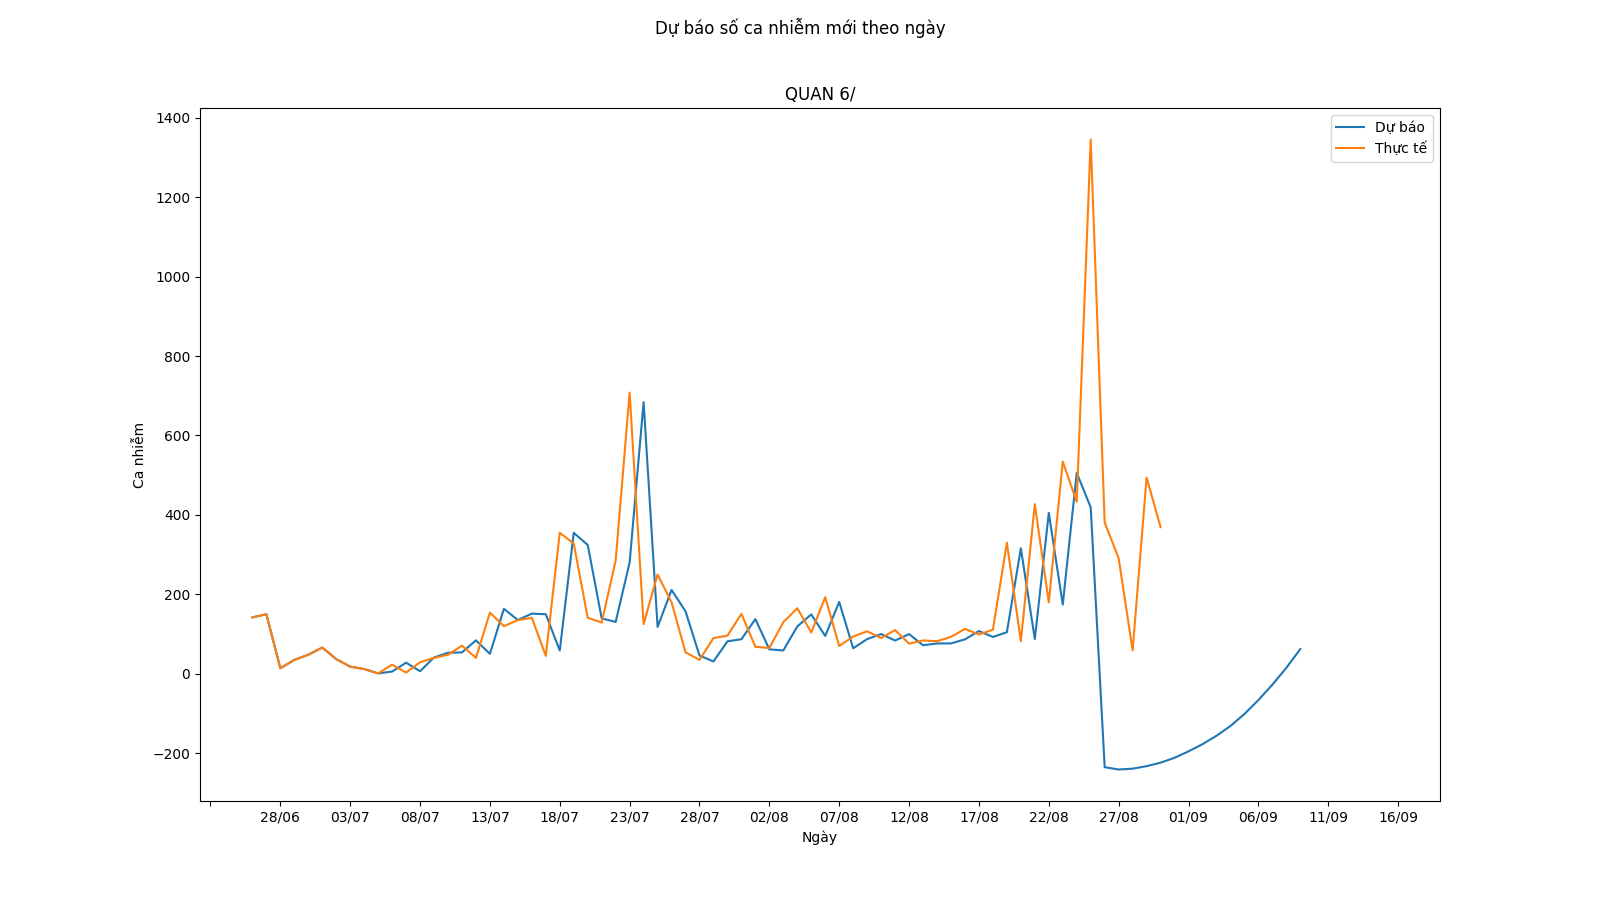 Dự báo số ca nhiễm mới theo ngày
QUAN 6/
Dự báo
Thực tế
1400
1200
1000
800
600
400
200
0
−200
Ca nhiễm
28/06 03/07 08/07 13/07 18/07 23/07 28/07 02/08 07/08 12/08 17/08 22/08 27/08 01/09 06/09 11/09 16/09
Ngày